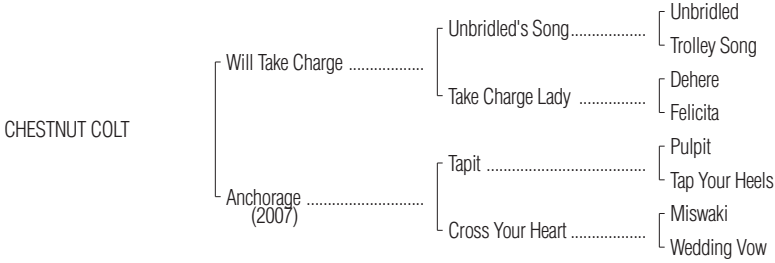 Unbridled
Unbridled's Song..................
Trolley Song
Will Take Charge ..................
Dehere
Take Charge Lady ................
Felicita
CHESTNUT COLT
Pulpit
Tapit ......................................
Tap Your Heels
Anchorage ............................
(2007)
Miswaki
Cross Your Heart ..................
Wedding Vow